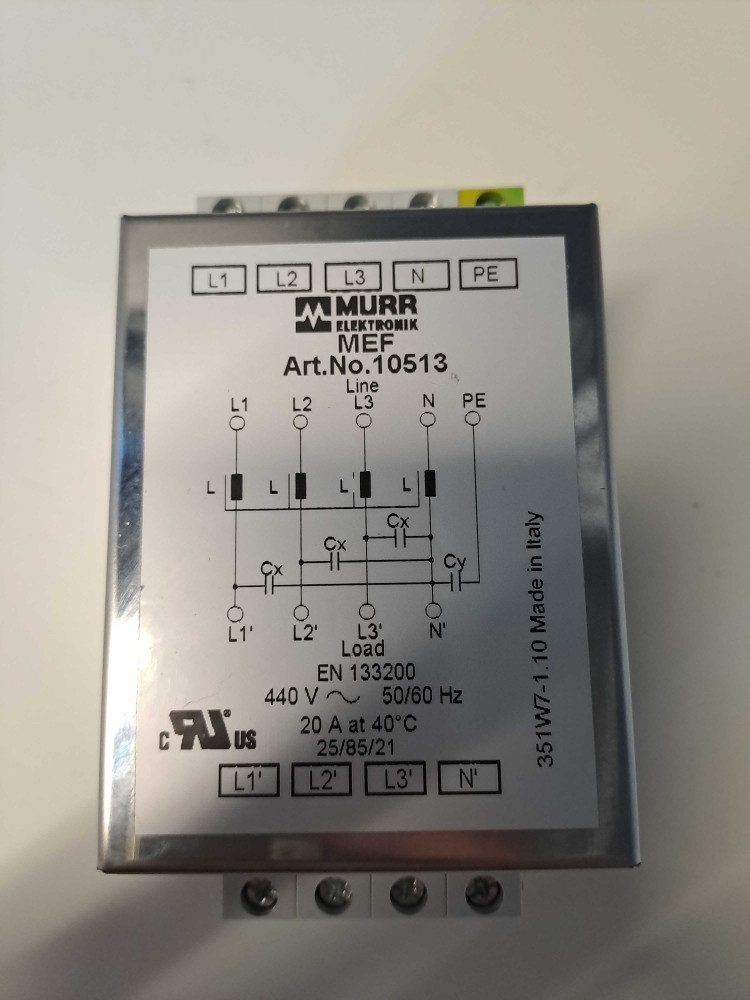 L1 L2 L3 N PE
MURR
ELEKTRONIK
MEF
Art.No.10513
Line
L1 L2 L3 N PE
L L L' L
Cx
Cx
Cx Cy
L1' L2' L3' N'
Load
EN 133200
440 V 50/60 Hz
20 A at 40°C
25/85/21
C RU® US
L1' L2' L3' N'
351W7-1.10 Made in Italy